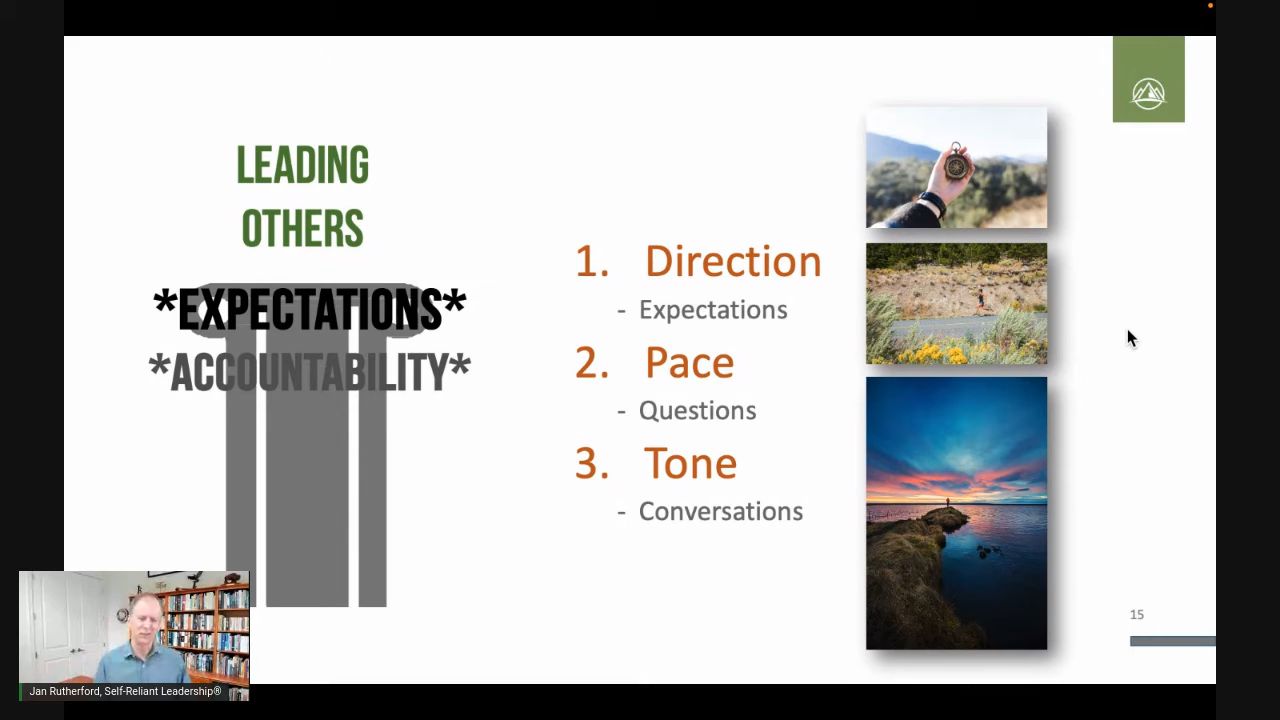 LEADING
OTHERS
*EXPECTATIONS*
*ACCOUNTABILITY*
1. Direction
- Expectations
2. Pace
- Questions
3. Tone
- Conversations
15
Jan Rutherford, Self-Reliant Leadership®